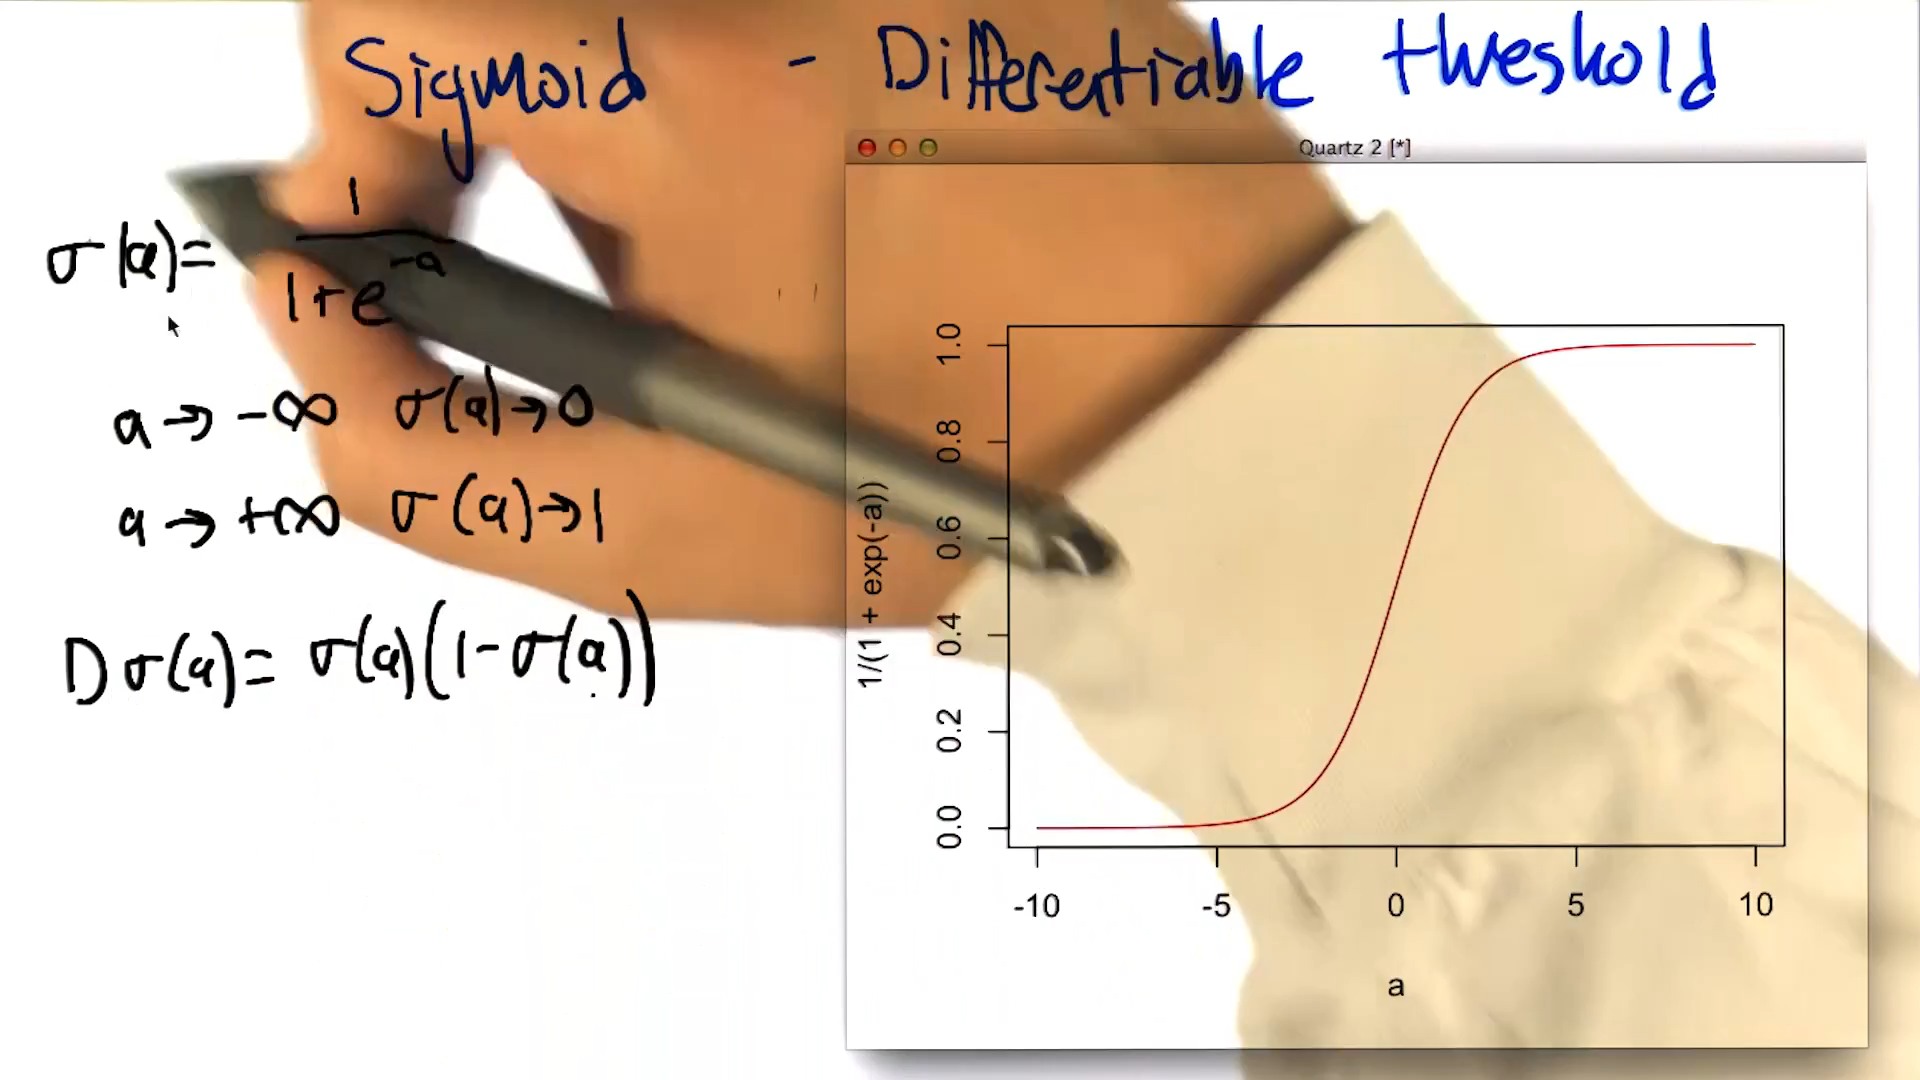 Sigmoid - Differentiable threshold
Quartz 2 [*]
σ(a)= 1
1+e^-a
a → -∞ σ(a)→0
a → +∞ σ(a)→1
Dσ(a)= σ(a)(1-σ(a))
1/(1 + exp(-a))
1.0
0.8
0.6
0.4
0.2
0.0
-10 -5 0 5 10
a